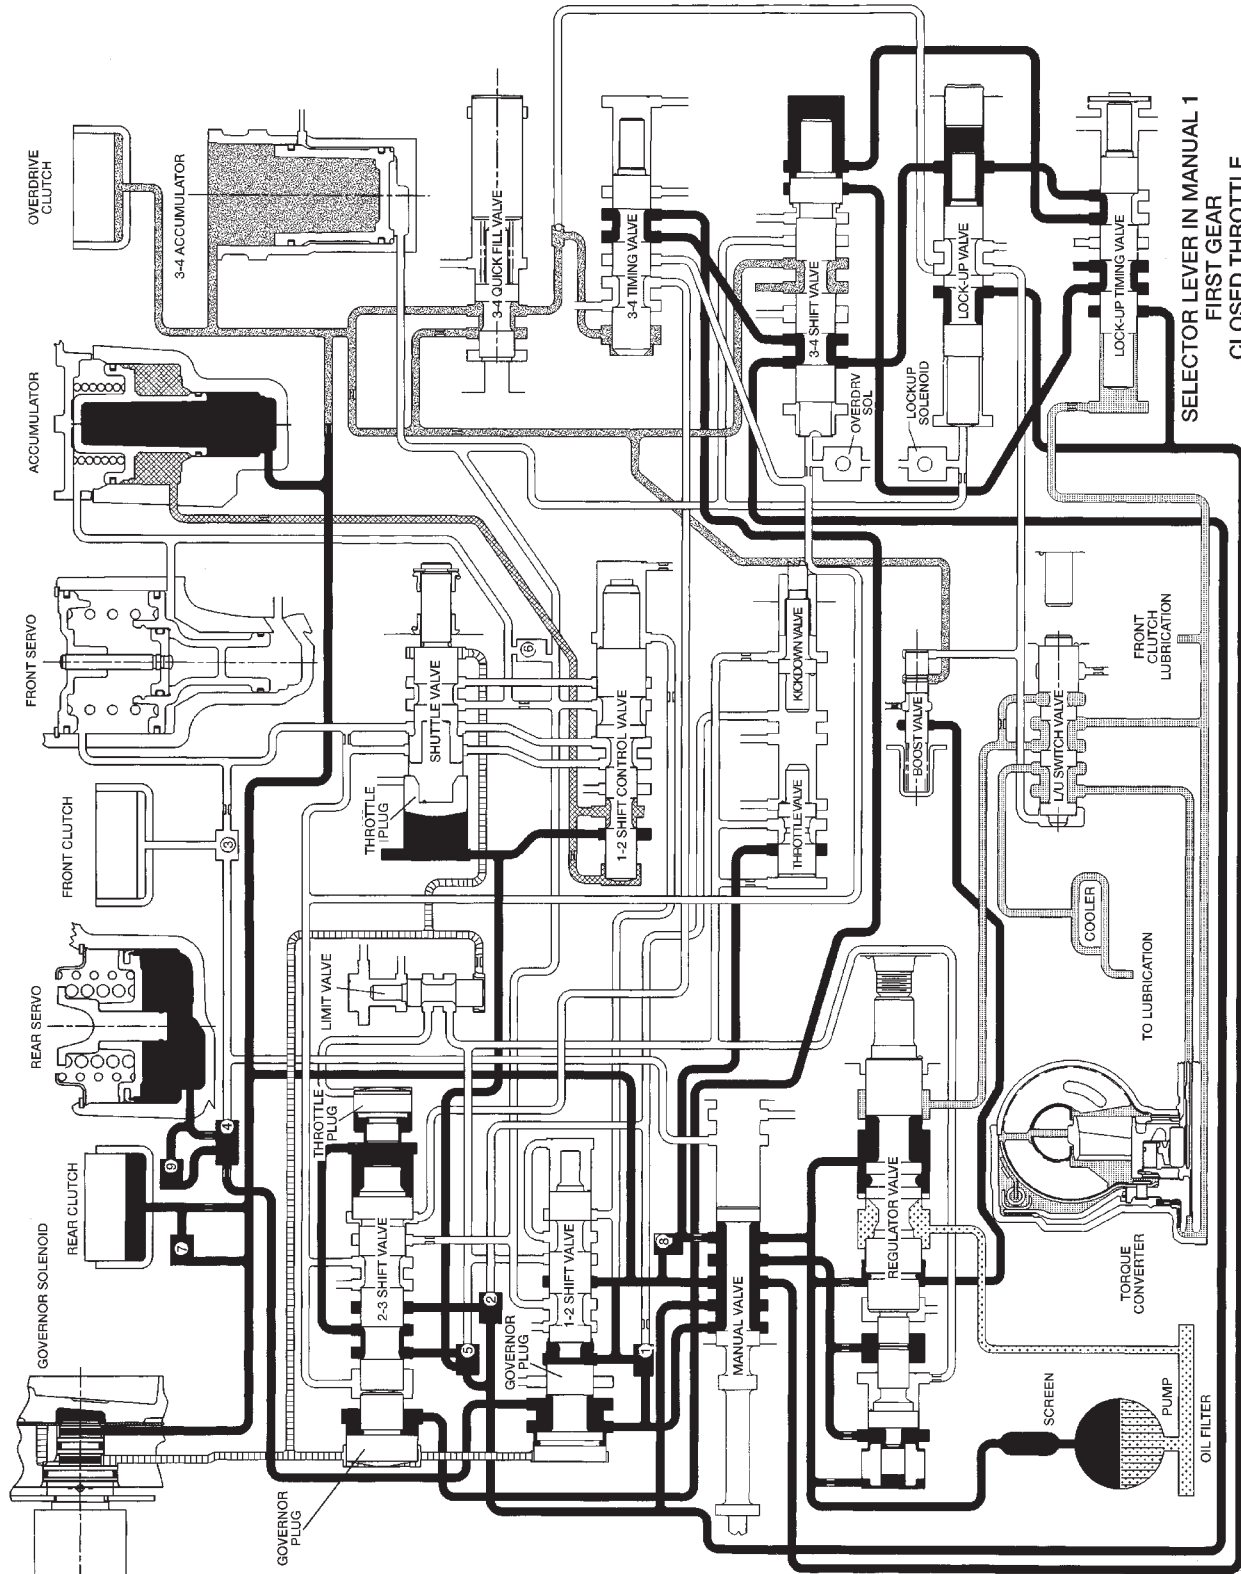 OVERDRIVE
CLUTCH
3-4 ACCUMULATOR
3-4 QUICK FILL VALVE
3-4 TIMING VALVE
3-4 SHIFT VALVE
LOCK-UP VALVE
LOCK-UP TIMING VALVE
SELECTOR LEVER IN MANUAL 1
FIRST GEAR
CLOSED THROTTLE
ACCUMULATOR
OVERDRV
SOL
LOCKUP
SOLENOID
FRONT SERVO
SHUTTLE VALVE
THROTTLE
PLUG
6
1-2 SHIFT CONTROL VALVE
KICKDOWN VALVE
THROTTLE VALVE
BOOST VALVE
L/U SWITCH VALVE
FRONT
CLUTCH
LUBRICATION
FRONT CLUTCH
3
COOLER
TO LUBRICATION
REAR SERVO
LIMIT VALVE
THROTTLE
PLUG
4
9
REAR CLUTCH
7
2-3 SHIFT VALVE
5
2
1-2 SHIFT VALVE
GOVERNOR
PLUG
1
8
MANUAL VALVE
REGULATOR VALVE
TORQUE
CONVERTER
GOVERNOR SOLENOID
GOVERNOR
PLUG
SCREEN
PUMP
OIL FILTER